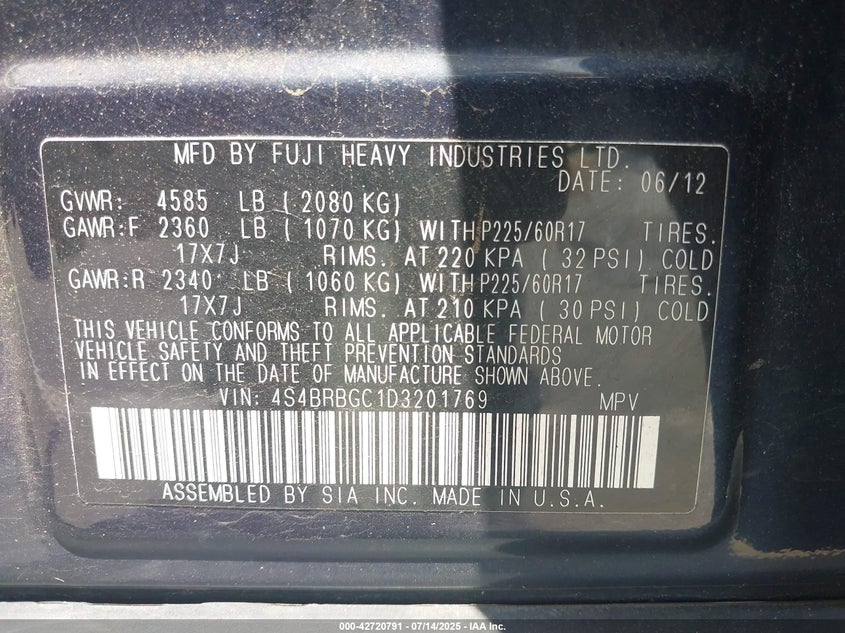 MFD BY FUJI HEAVY INDUSTRIES LTD.
DATE: 06/12
GVWR: 4585 LB ( 2080 KG)
GAWR:F 2360 LB ( 1070 KG) WITH P225/60R17 TIRES.
17X7J RIMS. AT 220 KPA ( 32 PSI) COLD
GAWR:R 2340 LB ( 1060 KG) WITH P225/60R17 TIRES.
17X7J RIMS. AT 210 KPA ( 30 PSI) COLD
THIS VEHICLE CONFORMS TO ALL APPLICABLE FEDERAL MOTOR
VEHICLE SAFETY AND THEFT PREVENTION STANDARDS
IN EFFECT ON THE DATE OF MANUFACTURE SHOWN ABOVE.
VIN: 4S4BRBGC1D3201769 MPV
ASSEMBLED BY SIA INC. MADE IN U.S.A.
000-42720791 - 07/14/2025 - IAA Inc.